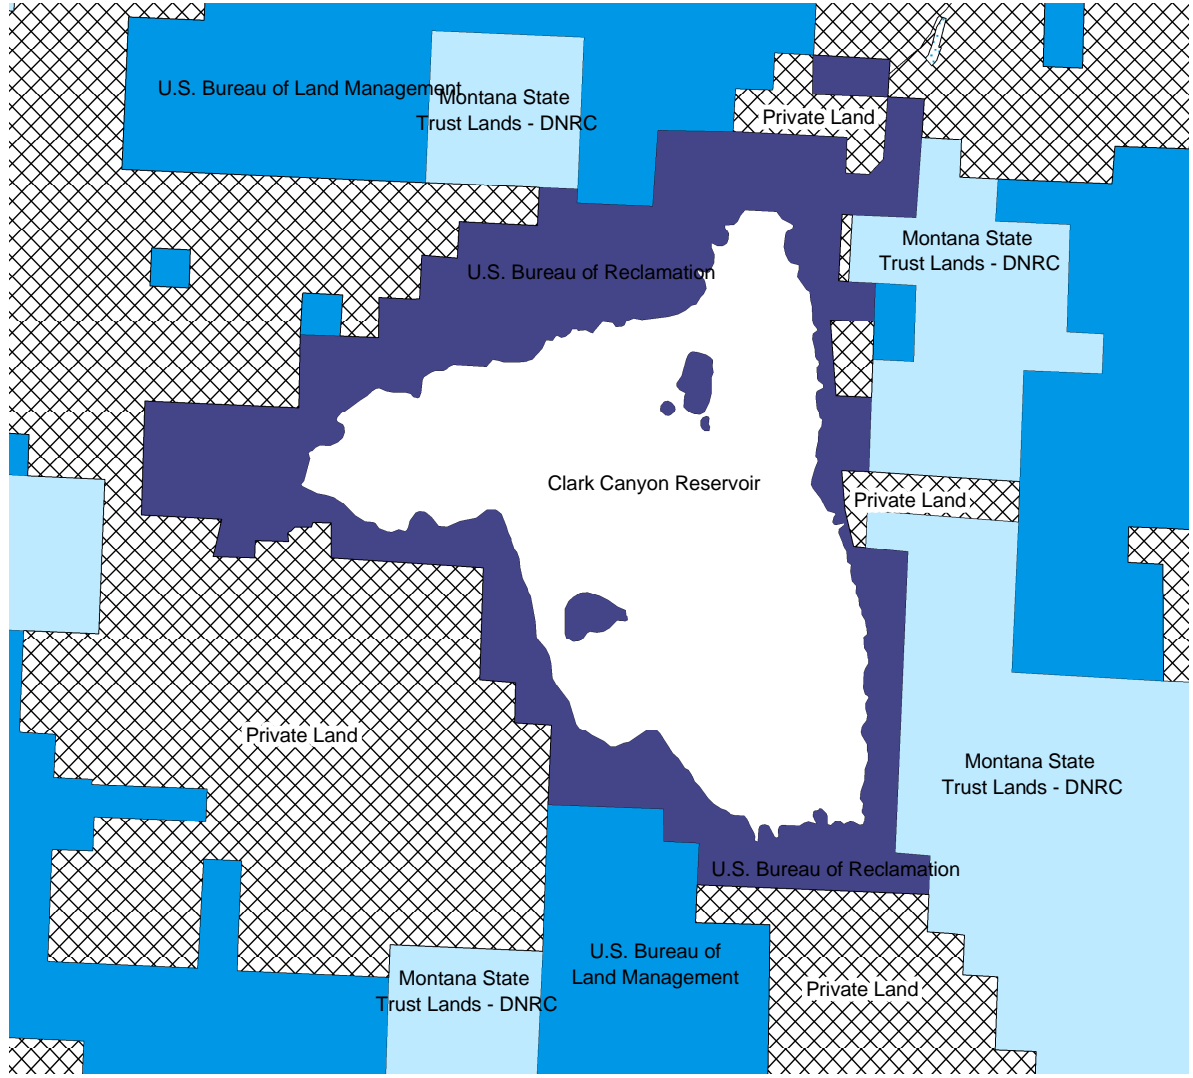 U.S. Bureau of Land Management
Montana State
Trust Lands - DNRC
Private Land
Montana State
Trust Lands - DNRC
U.S. Bureau of Reclamation
Clark Canyon Reservoir
Private Land
Private Land
Montana State
Trust Lands - DNRC
U.S. Bureau of Reclamation
U.S. Bureau of
Land Management
Montana State
Trust Lands - DNRC
Private Land